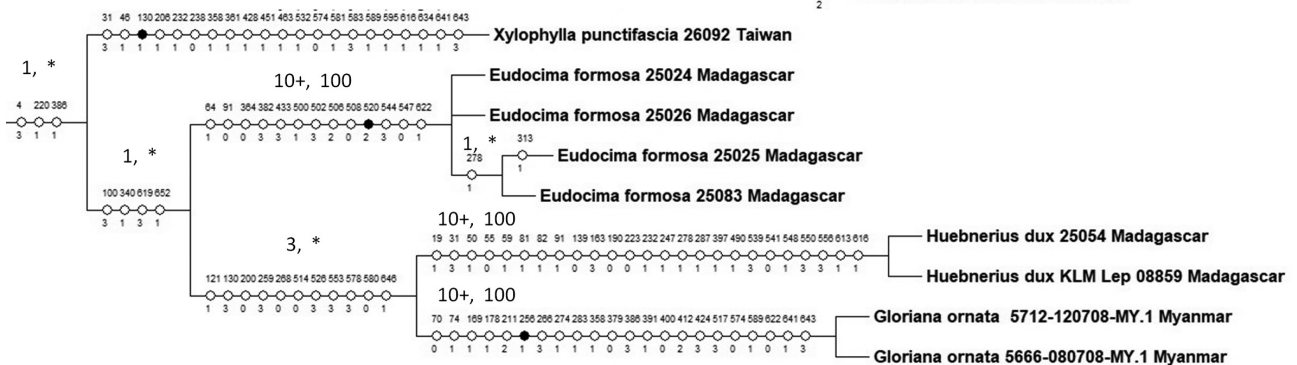 2
31 46 130 206 232 238 358 361 428 451 463 532 574 581 583 589 595 616 634 641 643
Xylophylla punctifascia 26092 Taiwan
3 1 1 1 1 0 1 1 1 1 1 1 0 1 3 1 1 1 1 1 3
1, *
10+, 100
Eudocima formosa 25024 Madagascar
4 220 386
3 1 1
64 91 364 382 433 500 502 506 508 520 544 547 622
1 0 0 3 3 1 3 2 0 2 3 0 1
Eudocima formosa 25026 Madagascar
1, *
1, *
313
278
1
Eudocima formosa 25025 Madagascar
1
100 340 619 652
3 1 3 1
Eudocima formosa 25083 Madagascar
10+, 100
3, *
19 31 50 55 59 81 82 91 139 163 190 223 232 247 278 287 397 490 539 541 548 550 556 613 616
Huebnerius dux 25054 Madagascar
1 3 1 0 1 1 1 1 0 3 0 0 1 1 1 1 1 1 3 0 1 3 3 1 1
Huebnerius dux KLM Lep 08859 Madagascar
121 130 200 259 268 514 526 553 578 580 646
1 3 0 3 0 0 3 3 3 0 1
10+, 100
70 74 169 178 211 256 266 274 283 358 379 386 391 400 412 424 517 574 589 622 641 643
Gloriana ornata 5712-120708-MY.1 Myanmar
0 1 1 1 2 1 3 1 1 1 0 3 1 0 2 3 3 0 1 0 1 3
Gloriana ornata 5666-080708-MY.1 Myanmar